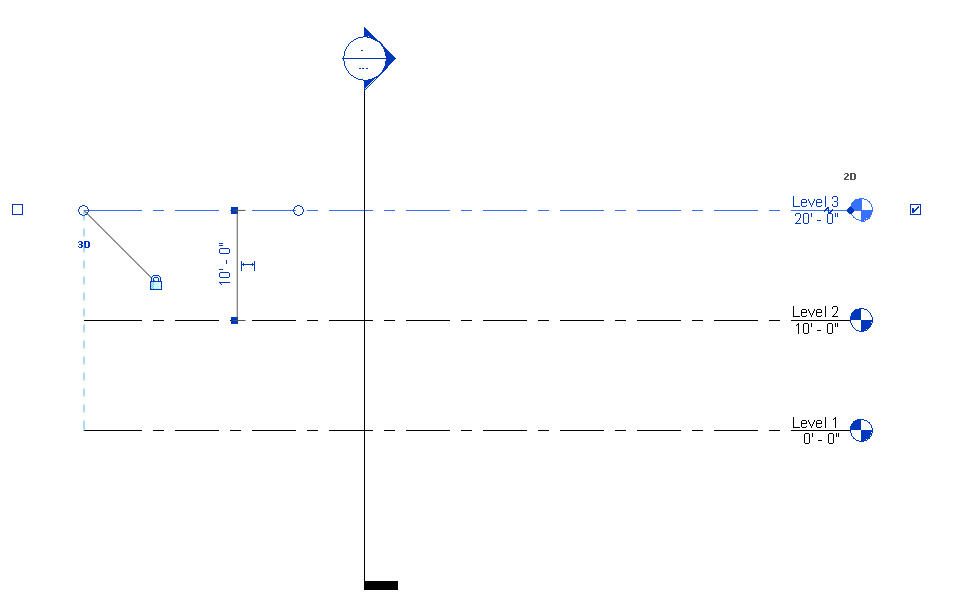 -
---
2D
Level 3
20' - 0"
3D
10' - 0"
Level 2
10' - 0"
Level 1
0' - 0"